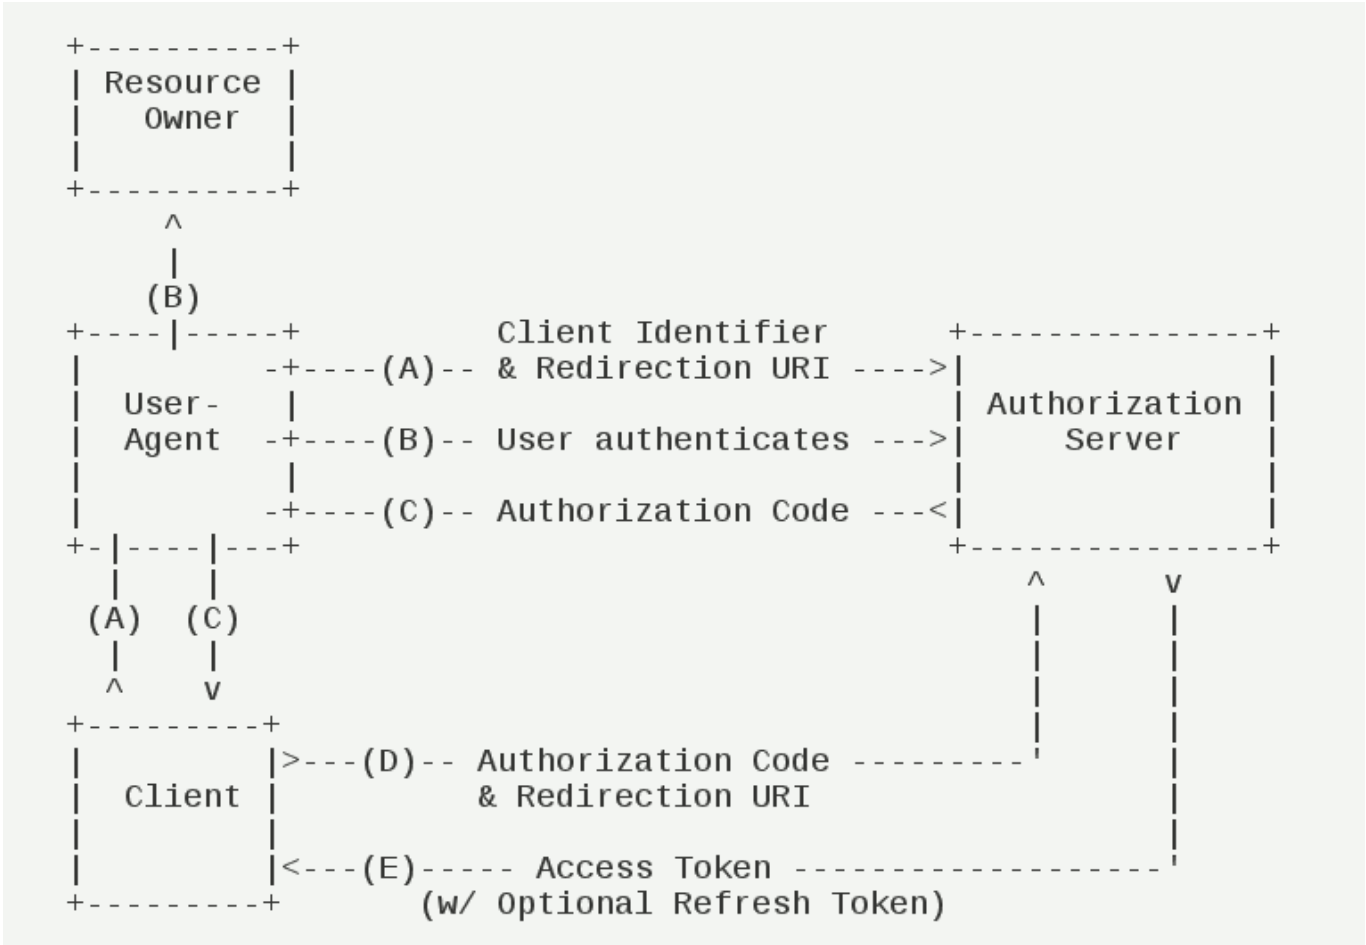 +----------+
| Resource |
|   Owner  |
|          |
+----------+
     ^
     |
    (B)
+----|-----+          Client Identifier      +---------------+
|         -+----(A)-- & Redirection URI ---->|               |
|  User-   |                                 | Authorization |
|  Agent  -+----(B)-- User authenticates --->|     Server    |
|          |                                 |               |
|         -+----(C)-- Authorization Code ---<|               |
+-|----|---+                                 +---------------+
  |    |                                         ^      v
 (A)  (C)                                        |      |
  |    |                                         |      |
  ^    v                                         |      |
+---------+                                      |      |
|         |>---(D)-- Authorization Code ---------'      |
|  Client |          & Redirection URI                  |
|         |                                             |
|         |<---(E)----- Access Token -------------------'
+---------+       (w/ Optional Refresh Token)